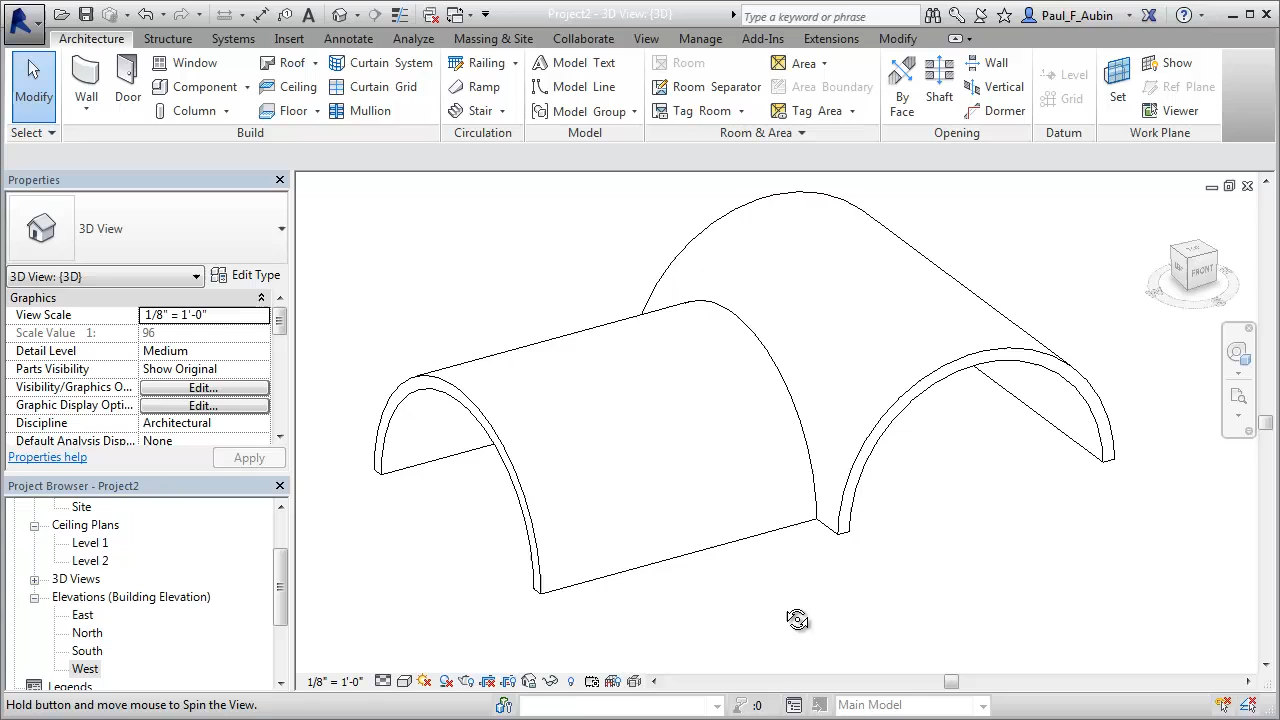 Project2 - 3D View: {3D}
Type a keyword or phrase
Paul_F_Aubin
Architecture Structure Systems Insert Annotate Analyze Massing & Site Collaborate View Manage Add-Ins Extensions Modify
Modify
Select
Wall
Door
Window
Component
Column
Roof
Ceiling
Floor
Curtain System
Curtain Grid
Mullion
Build
Railing
Ramp
Stair
Circulation
Model Text
Model Line
Model Group
Model
Room
Room Separator
Tag Room
Area
Area Boundary
Tag Area
Room & Area
By
Face
Shaft
Wall
Vertical
Dormer
Opening
Level
Grid
Datum
Set
Show
Ref Plane
Viewer
Work Plane
Properties
3D View
3D View: {3D}
Edit Type
Graphics
View Scale 1/8" = 1'-0"
Scale Value 1: 96
Detail Level Medium
Parts Visibility Show Original
Visibility/Graphics O... Edit...
Graphic Display Opti... Edit...
Discipline Architectural
Default Analysis Disp... None
Properties help
Apply
Project Browser - Project2
Site
Ceiling Plans
Level 1
Level 2
3D Views
Elevations (Building Elevation)
East
North
South
West
Legends
FRONT
1/8" = 1'-0"
Hold button and move mouse to Spin the View.
:0
Main Model